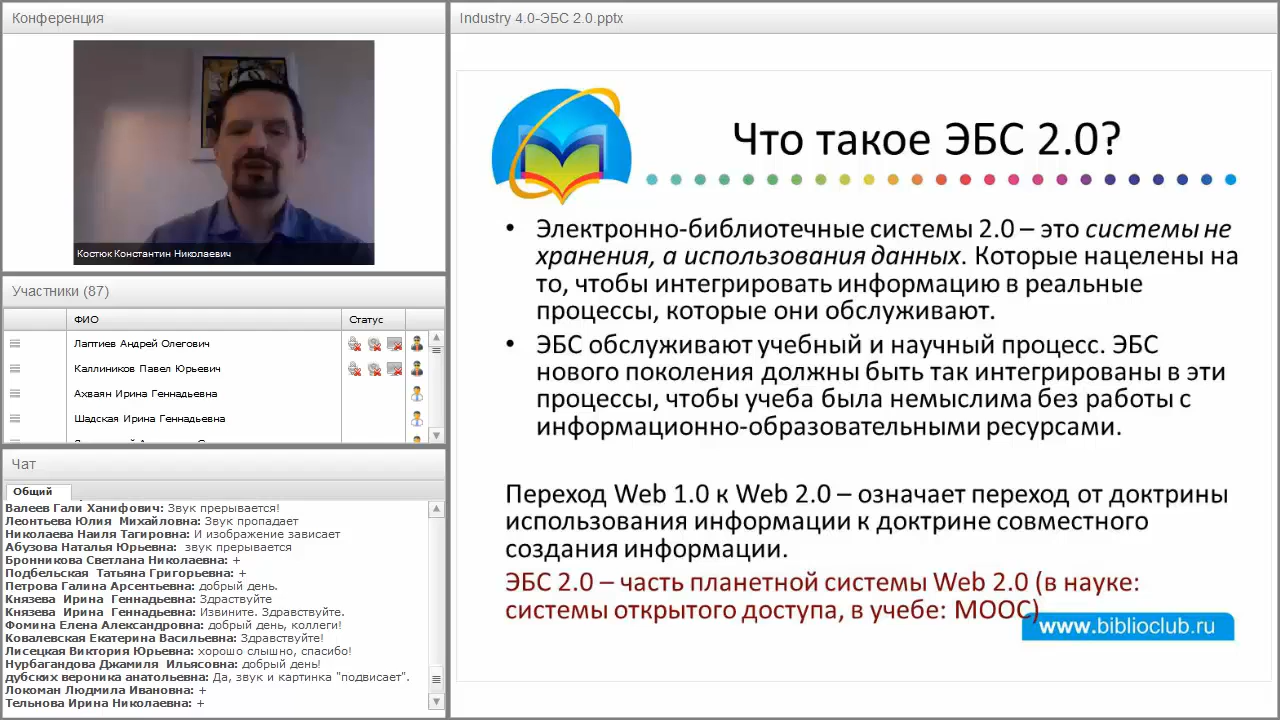 Конференция
Костюк Константин Николаевич
Участники (87)
ФИО
Статус
Лаптиев Андрей Олегович
Каллиников Павел Юрьевич
Ахваян Ирина Геннадьевна
Шадская Ирина Геннадьевна
Чат
Общий
Валеев Гали Ханифович: Звук прерывается!
Леонтьева Юлия Михайловна: Звук пропадает
Николаева Наиля Тагировна: И изображение зависает
Абузова Наталья Юрьевна: звук прерывается
Бронникова Светлана Николаевна: +
Подбельская Татьяна Григорьевна: +
Петрова Галина Арсентьевна: добрый день.
Князева Ирина Геннадьевна: Здраствуйте
Князева Ирина Геннадьевна: Извините. Здравствуйте.
Фомина Елена Александровна: добрый день, коллеги!
Ковалевская Екатерина Васильевна: Здравствуйте!
Лисецкая Виктория Юрьевна: хорошо слышно, спасибо!
Нурбагандова Джамиля Ильясовна: добрый день!
дубских вероника анатольевна: Да, звук и картинка "подвисает".
Локоман Людмила Ивановна: +
Тельнова Ирина Николаевна: +
Industry 4.0-ЭБС 2.0.pptx
Что такое ЭБС 2.0?
• Электронно-библиотечные системы 2.0 – это системы не
хранения, а использования данных. Которые нацелены на
то, чтобы интегрировать информацию в реальные
процессы, которые они обслуживают.
• ЭБС обслуживают учебный и научный процесс. ЭБС
нового поколения должны быть так интегрированы в эти
процессы, чтобы учеба была немыслима без работы с
информационно-образовательными ресурсами.
Переход Web 1.0 к Web 2.0 – означает переход от доктрины
использования информации к доктрине совместного
создания информации.
ЭБС 2.0 – часть планетной системы Web 2.0 (в науке:
системы открытого доступа, в учебе: МООС)
www.biblioclub.ru